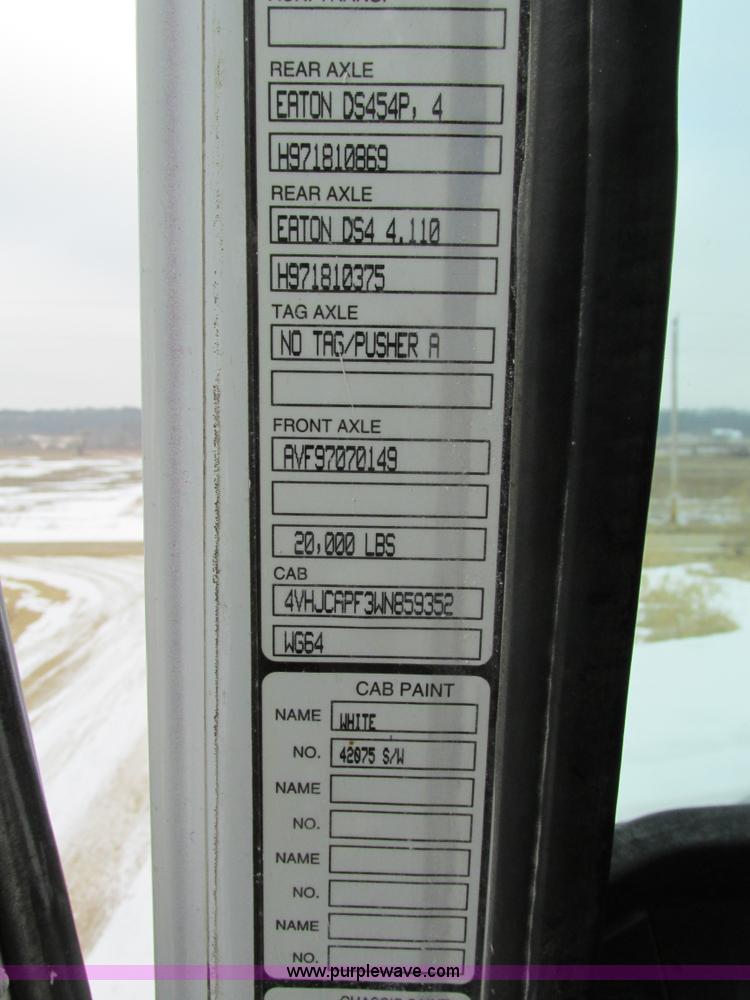 REAR AXLE
EATON DS454P, 4
H971810869
REAR AXLE
EATON DS4 4.110
H971810375
TAG AXLE
NO TAG/PUSHER A
FRONT AXLE
AVF97070149
20,000 LBS
CAB
4VHJCAPF3WN859352
WG64
CAB PAINT
NAME WHITE
NO. 42075 S/W
NAME
NO.
NAME
NO.
NAME
NO.
www.purplewave.com